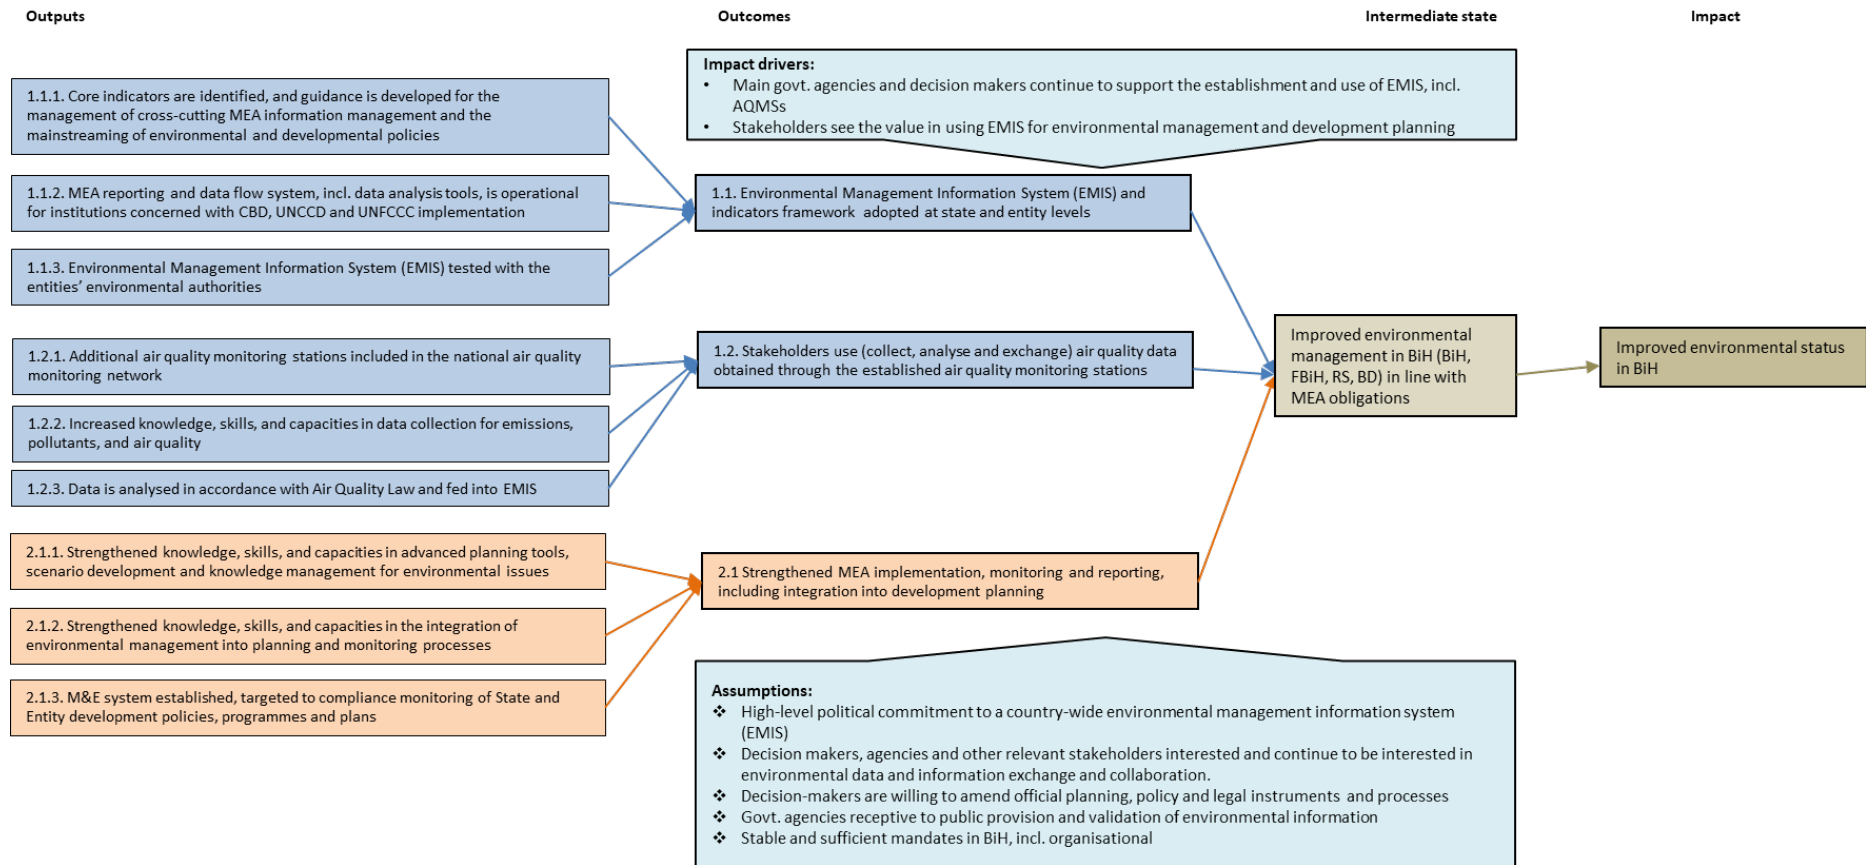 Outputs
Outcomes
Intermediate state
Impact
Impact drivers:
• Main govt. agencies and decision makers continue to support the establishment and use of EMIS, incl.
AQMSs
• Stakeholders see the value in using EMIS for environmental management and development planning
1.1.1. Core indicators are identified, and guidance is developed for the
management of cross-cutting MEA information management and the
mainstreaming of environmental and developmental policies
1.1.2. MEA reporting and data flow system, incl. data analysis tools, is operational
for institutions concerned with CBD, UNCCD and UNFCCC implementation
1.1.3. Environmental Management Information System (EMIS) tested with the
entities’ environmental authorities
1.1. Environmental Management Information System (EMIS) and
indicators framework adopted at state and entity levels
1.2.1. Additional air quality monitoring stations included in the national air quality
monitoring network
1.2.2. Increased knowledge, skills, and capacities in data collection for emissions,
pollutants, and air quality
1.2.3. Data is analysed in accordance with Air Quality Law and fed into EMIS
1.2. Stakeholders use (collect, analyse and exchange) air quality data
obtained through the established air quality monitoring stations
Improved environmental
management in BiH (BiH,
FBiH, RS, BD) in line with
MEA obligations
Improved environmental status
in BiH
2.1.1. Strengthened knowledge, skills, and capacities in advanced planning tools,
scenario development and knowledge management for environmental issues
2.1.2. Strengthened knowledge, skills, and capacities in the integration of
environmental management into planning and monitoring processes
2.1.3. M&E system established, targeted to compliance monitoring of State and
Entity development policies, programmes and plans
2.1 Strengthened MEA implementation, monitoring and reporting,
including integration into development planning
Assumptions:
❖ High-level political commitment to a country-wide environmental management information system
(EMIS)
❖ Decision makers, agencies and other relevant stakeholders interested and continue to be interested in
environmental data and information exchange and collaboration.
❖ Decision-makers are willing to amend official planning, policy and legal instruments and processes
❖ Govt. agencies receptive to public provision and validation of environmental information
❖ Stable and sufficient mandates in BiH, incl. organisational